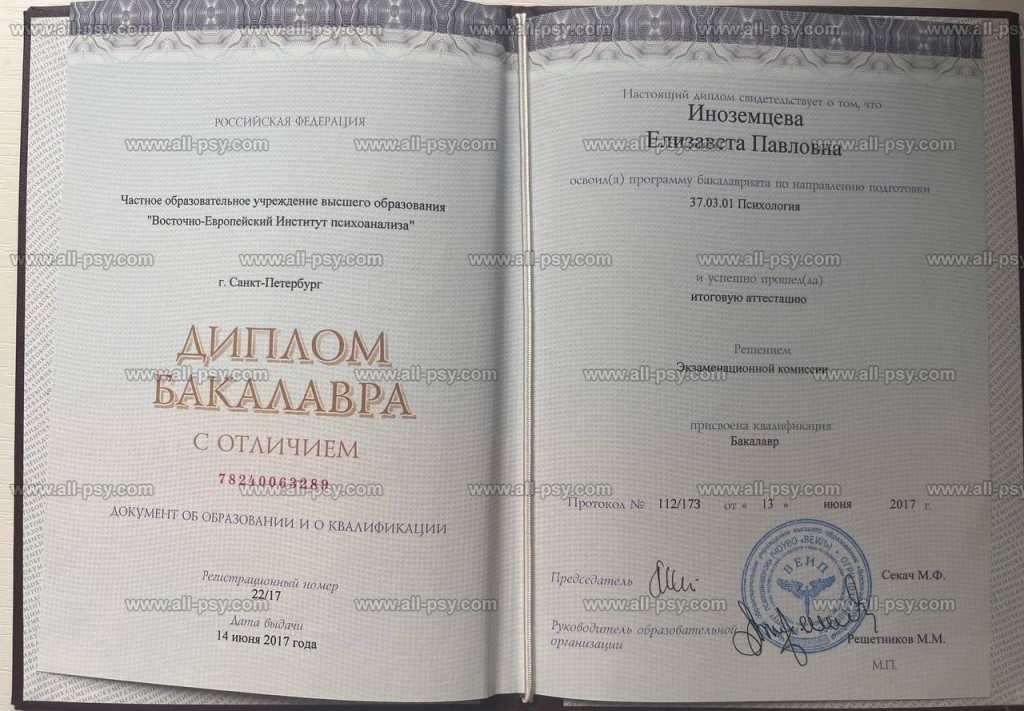 РОССИЙСКАЯ ФЕДЕРАЦИЯ
Частное образовательное учреждение высшего образования
"Восточно-Европейский Институт психоанализа"
г. Санкт-Петербург
ДИПЛОМ
БАКАЛАВРА
С ОТЛИЧИЕМ
78240063289
ДОКУМЕНТ ОБ ОБРАЗОВАНИИ И О КВАЛИФИКАЦИИ
Регистрационный номер
22/17
Дата выдачи
14 июня 2017 года
Настоящий диплом свидетельствует о том, что
Иноземцева
Елизавета Павловна
освоил(а) программу бакалавриата по направлению подготовки
37.03.01 Психология
и успешно прошел(ла)
итоговую аттестацию
Решением
Экзаменационной комиссии
присвоена квалификация
Бакалавр
Протокол № 112/173 от « 13 » июня 2017 г.
Председатель Секач М.Ф.
Руководитель образовательной
организации Решетников М.М.
М.П.
ВЕИП
www.all-psy.com